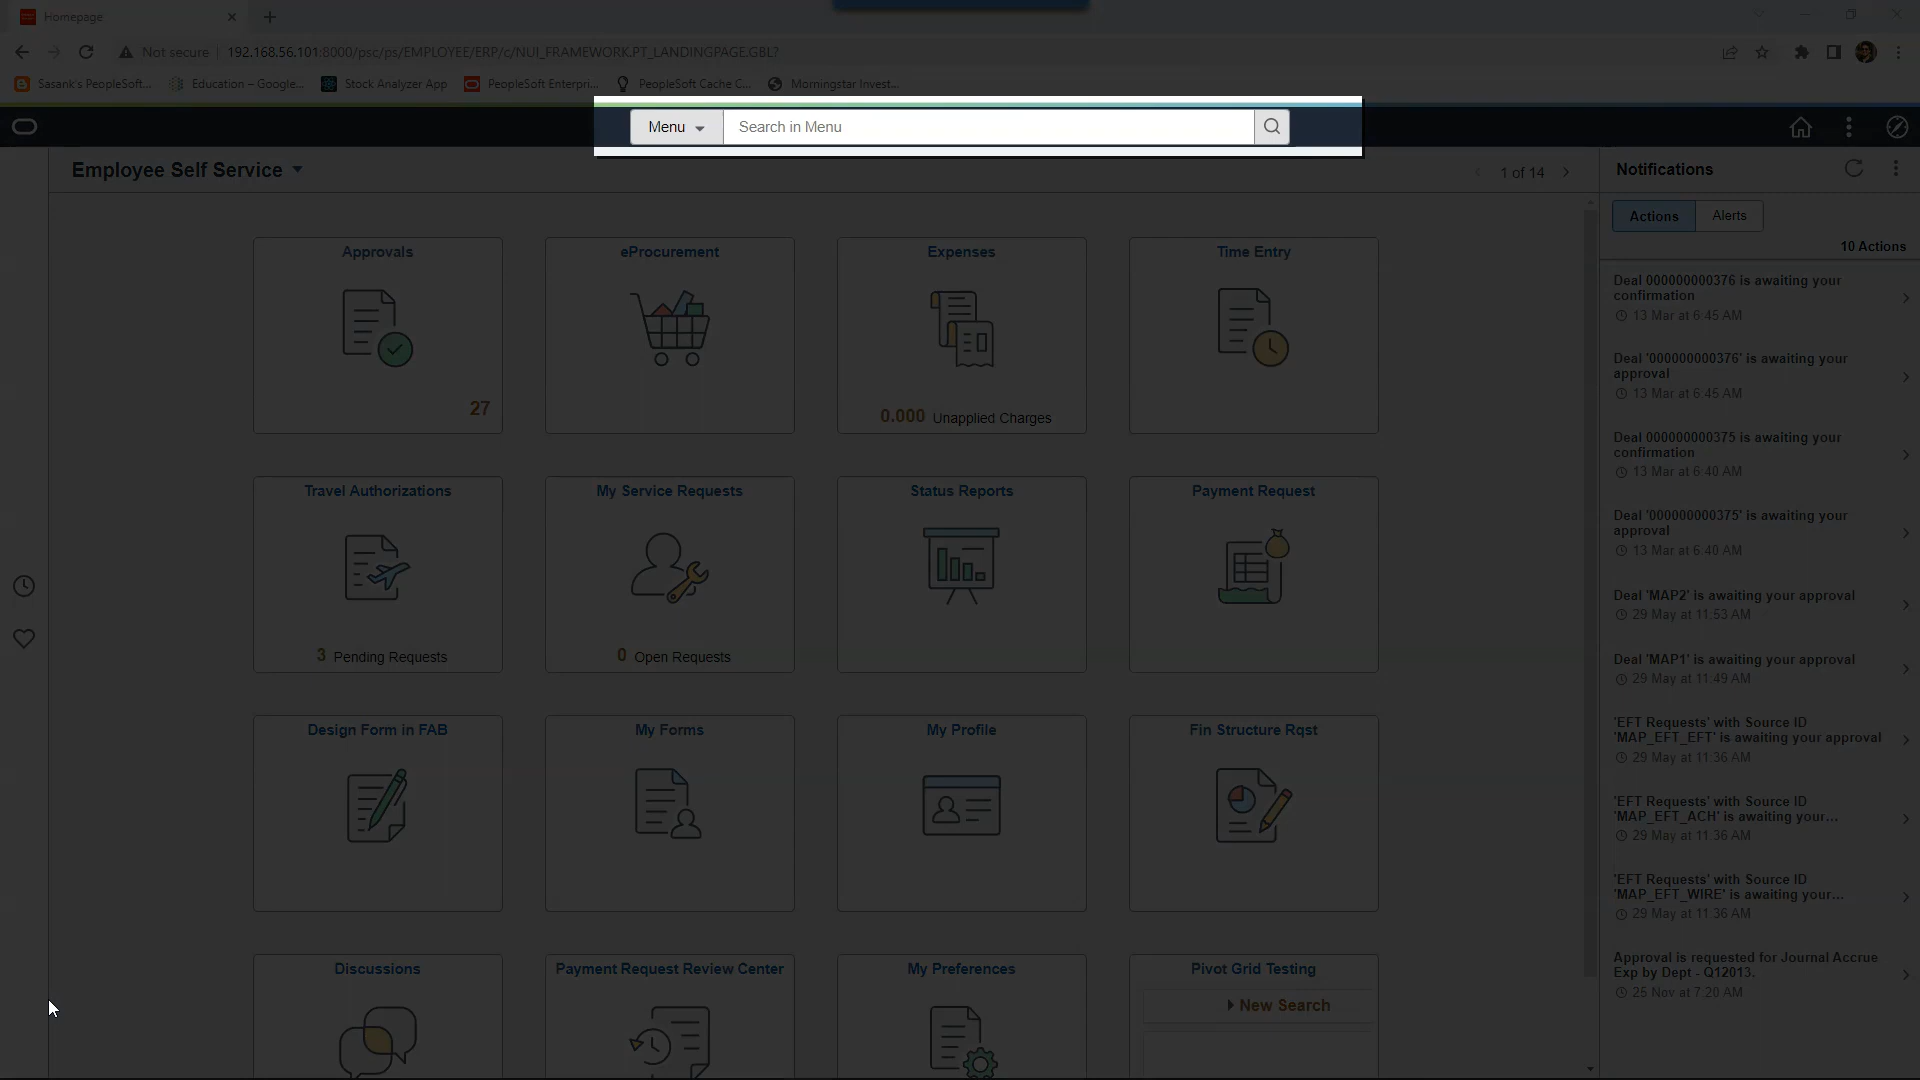 Homepage
Not secure
192.168.56.101:8000/psc/ps/EMPLOYEE/ERP/c/NUI_FRAMEWORK.PT_LANDINGPAGE.GBL?
Sasank's PeopleSoft...
Education – Google...
Stock Analyzer App
PeopleSoft Enterpri...
PeopleSoft Cache C...
Morningstar Invest...
Menu
Search in Menu
Employee Self Service
1 of 14
Approvals
eProcurement
Expenses
Time Entry
27
0.000 Unapplied Charges
Travel Authorizations
My Service Requests
Status Reports
Payment Request
3 Pending Requests
0 Open Requests
Design Form in FAB
My Forms
My Profile
Fin Structure Rqst
Discussions
Payment Request Review Center
My Preferences
Pivot Grid Testing
New Search
Notifications
Actions
Alerts
10 Actions
Deal 000000000376 is awaiting your
confirmation
13 Mar at 6:45 AM
Deal '000000000376' is awaiting your
approval
13 Mar at 6:45 AM
Deal 000000000375 is awaiting your
confirmation
13 Mar at 6:40 AM
Deal '000000000375' is awaiting your
approval
13 Mar at 6:40 AM
Deal 'MAP2' is awaiting your approval
29 May at 11:53 AM
Deal 'MAP1' is awaiting your approval
29 May at 11:49 AM
'EFT Requests' with Source ID
'MAP_EFT_EFT' is awaiting your approval
29 May at 11:36 AM
'EFT Requests' with Source ID
'MAP_EFT_ACH' is awaiting your...
29 May at 11:36 AM
'EFT Requests' with Source ID
'MAP_EFT_WIRE' is awaiting your...
29 May at 11:36 AM
Approval is requested for Journal Accrue
Exp by Dept - Q12013.
25 Nov at 7:20 AM